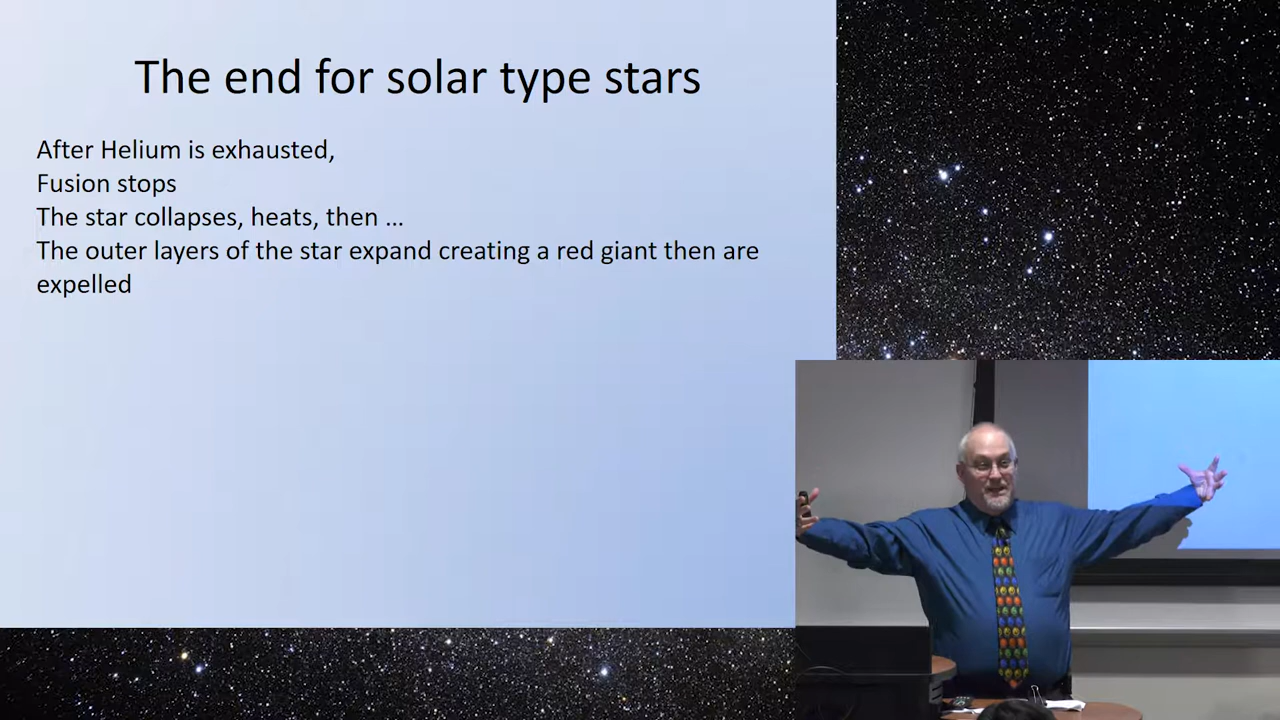 The end for solar type stars
After Helium is exhausted,
Fusion stops
The star collapses, heats, then ...
The outer layers of the star expand creating a red giant then are
expelled